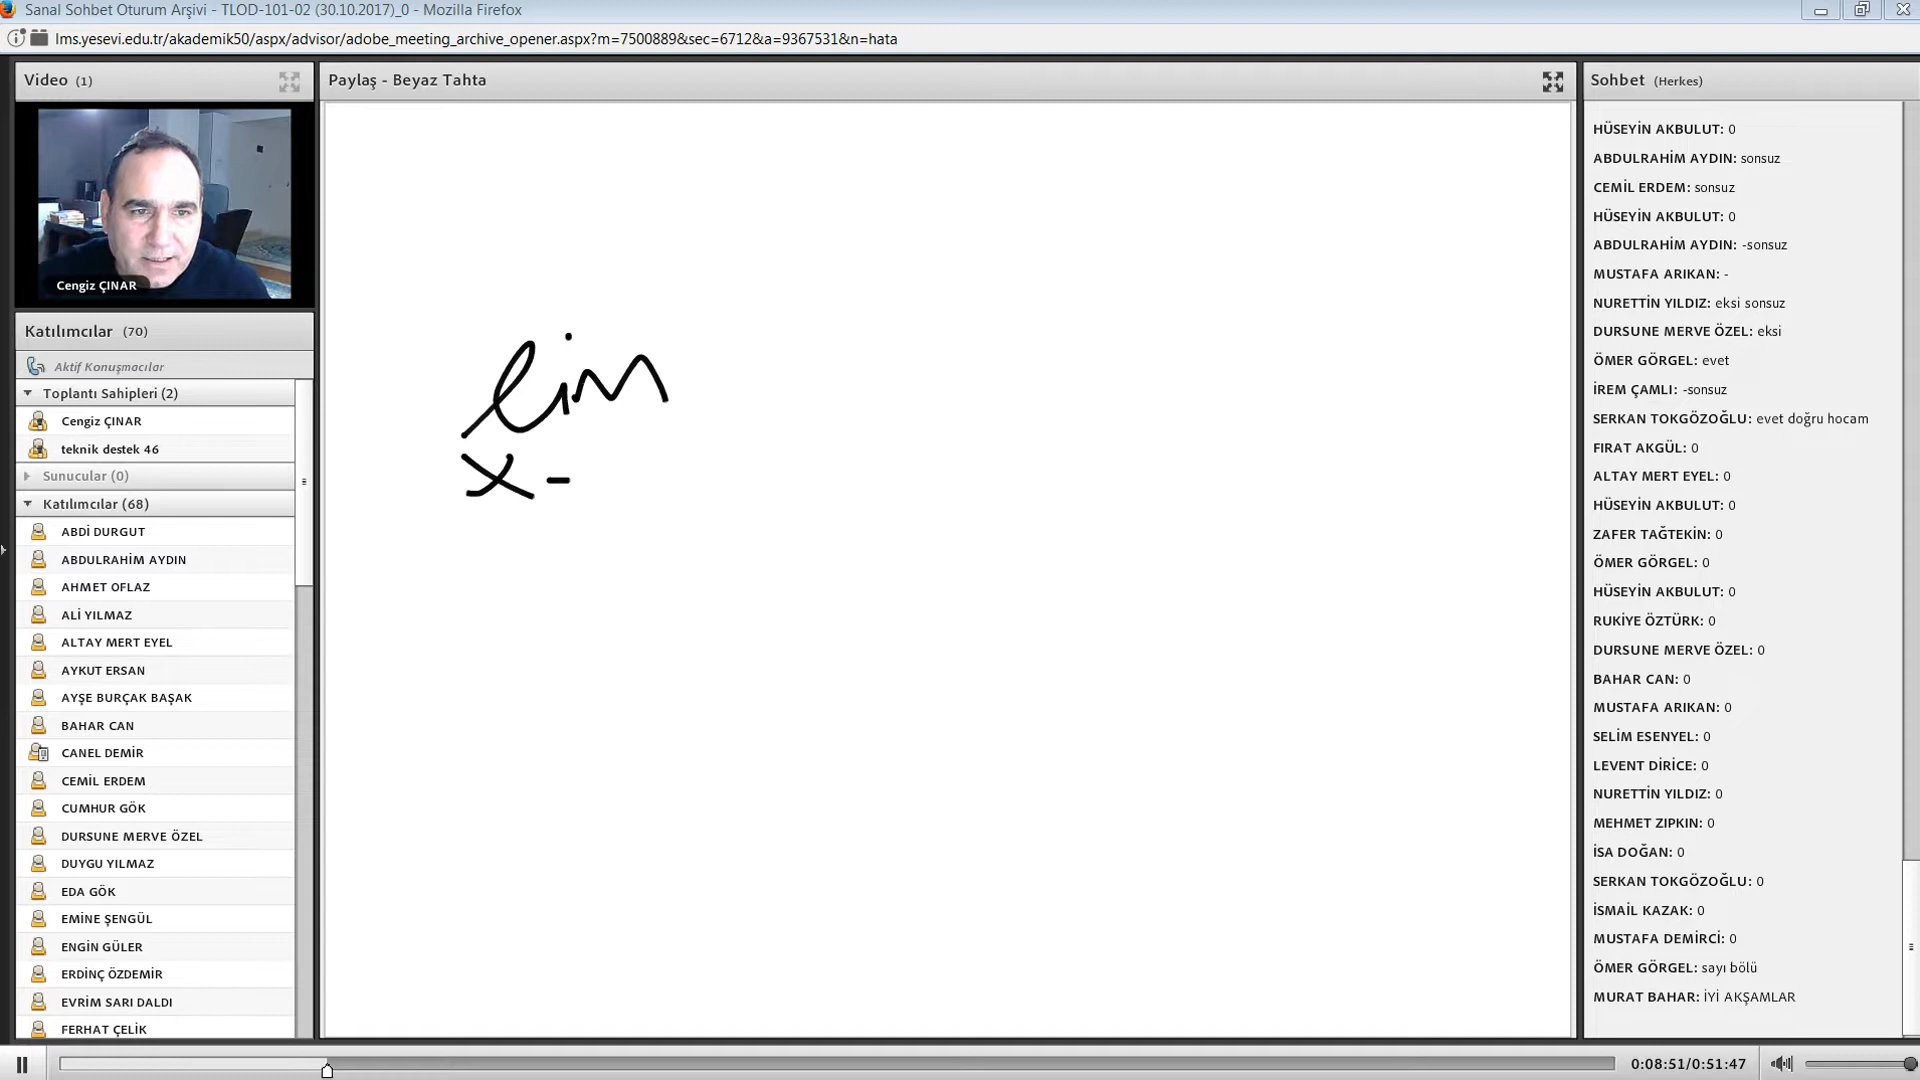 Sanal Sohbet Oturum Arşivi - TLOD-101-02 (30.10.2017)_0 - Mozilla Firefox
lms.yesevi.edu.tr/akademik50/aspx/advisor/adobe_meeting_archive_opener.aspx?m=7500889&sec=6712&a=9367531&n=hata
Video (1)
Cengiz ÇINAR
Katılımcılar (70)
Aktif Konuşmacılar
Toplantı Sahipleri (2)
Cengiz ÇINAR
teknik destek 46
Sunucular (0)
Katılımcılar (68)
ABDİ DURGUT
ABDULRAHİM AYDIN
AHMET OFLAZ
ALİ YILMAZ
ALTAY MERT EYEL
AYKUT ERSAN
AYŞE BURÇAK BAŞAK
BAHAR CAN
CANEL DEMİR
CEMİL ERDEM
CUMHUR GÖK
DURSUNE MERVE ÖZEL
DUYGU YILMAZ
EDA GÖK
EMİNE ŞENGÜL
ENGİN GÜLER
ERDİNÇ ÖZDEMİR
EVRİM SARI DALDI
FERHAT ÇELİK
Paylaş - Beyaz Tahta
lim
x -
Sohbet (Herkes)
HÜSEYİN AKBULUT: 0
ABDULRAHİM AYDIN: sonsuz
CEMİL ERDEM: sonsuz
HÜSEYİN AKBULUT: 0
ABDULRAHİM AYDIN: -sonsuz
MUSTAFA ARIKAN: -
NURETTİN YILDIZ: eksi sonsuz
DURSUNE MERVE ÖZEL: eksi
ÖMER GÖRGEL: evet
İREM ÇAMLI: -sonsuz
SERKAN TOKGÖZOĞLU: evet doğru hocam
FIRAT AKGÜL: 0
ALTAY MERT EYEL: 0
HÜSEYİN AKBULUT: 0
ZAFER TAĞTEKİN: 0
ÖMER GÖRGEL: 0
HÜSEYİN AKBULUT: 0
RUKİYE ÖZTÜRK: 0
DURSUNE MERVE ÖZEL: 0
BAHAR CAN: 0
MUSTAFA ARIKAN: 0
SELİM ESENYEL: 0
LEVENT DİRİCE: 0
NURETTİN YILDIZ: 0
MEHMET ZIPKIN: 0
İSA DOĞAN: 0
SERKAN TOKGÖZOĞLU: 0
İSMAİL KAZAK: 0
MUSTAFA DEMİRCİ: 0
ÖMER GÖRGEL: sayı bölü
MURAT BAHAR: İYİ AKŞAMLAR
0:08:51/0:51:47